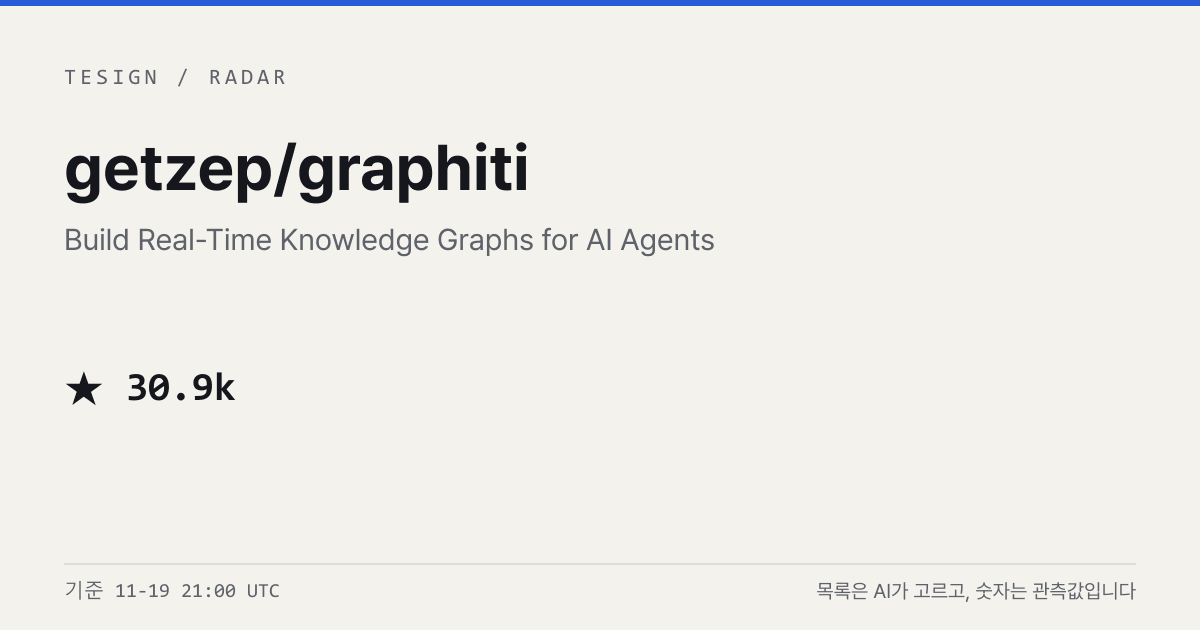 TESIGN / RADAR
getzep/graphiti
Build Real-Time Knowledge Graphs for AI Agents
★ 30.9k
기준 11-19 21:00 UTC
목록은 AI가 고르고, 숫자는 관측값입니다